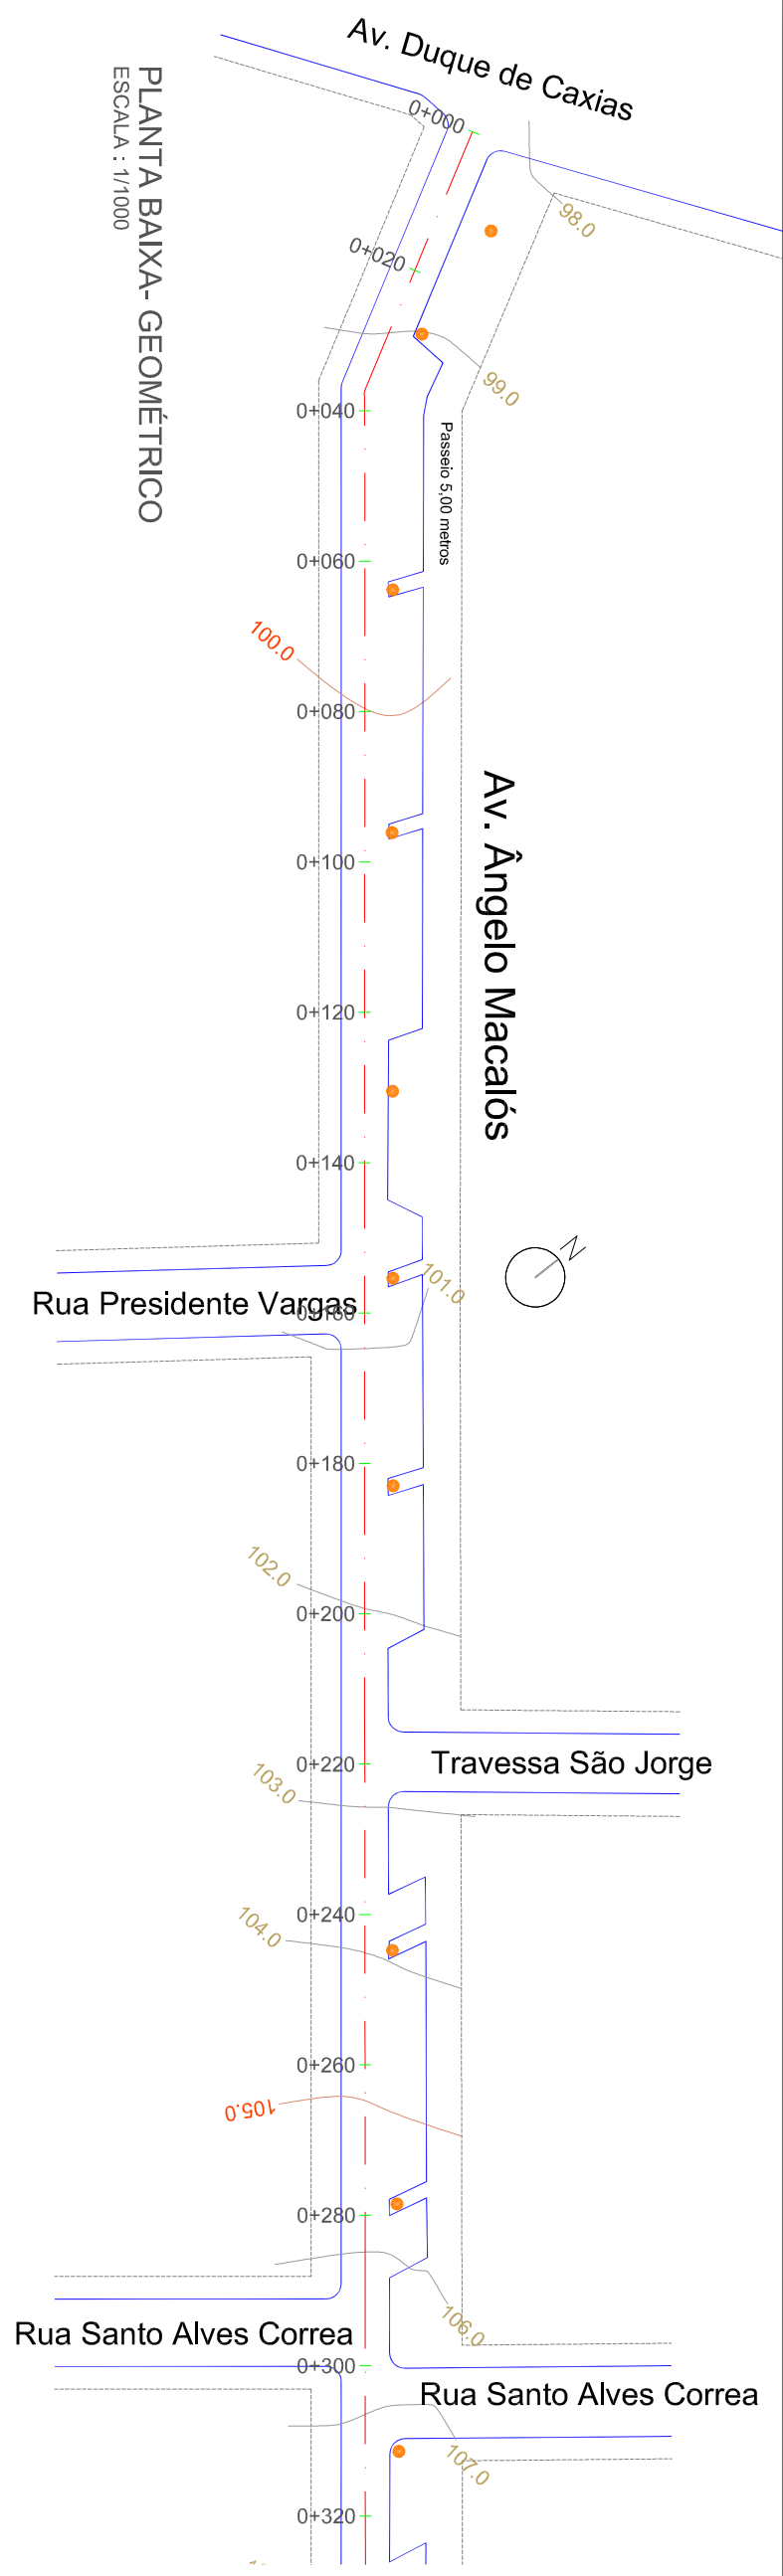 Av. Duque de Caxias
PLANTA BAIXA- GEOMÉTRICO
ESCALA : 1/1000
0+000
98.0
0+020
99.0
0+040
Passeio 5,00 metros
0+060
100.0
0+080
Av. Ângelo Macalós
0+100
0+120
0+140
N
101.0
Rua Presidente Vargas
0+160
0+180
102.0
0+200
Travessa São Jorge
0+220
103.0
0+240
104.0
0+260
105.0
0+280
106.0
Rua Santo Alves Correa
0+300
Rua Santo Alves Correa
107.0
0+320